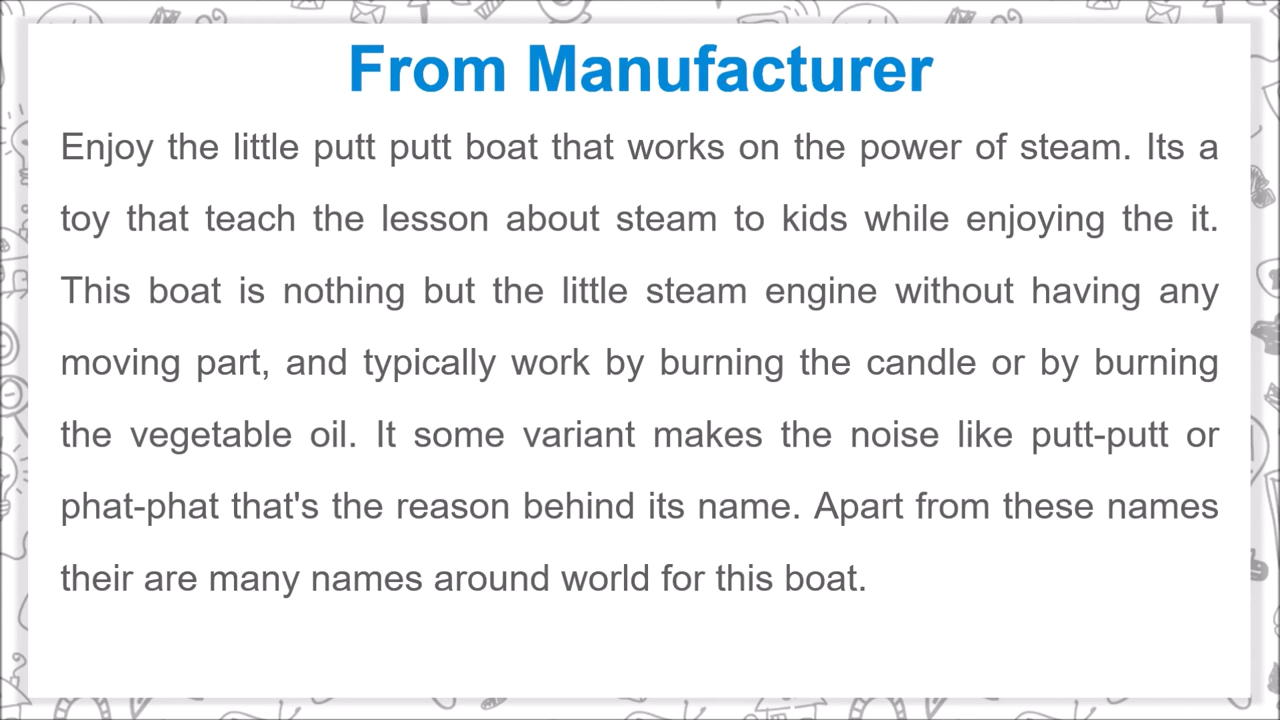 From Manufacturer
Enjoy the little putt putt boat that works on the power of steam. Its a
toy that teach the lesson about steam to kids while enjoying the it.
This boat is nothing but the little steam engine without having any
moving part, and typically work by burning the candle or by burning
the vegetable oil. It some variant makes the noise like putt-putt or
phat-phat that's the reason behind its name. Apart from these names
their are many names around world for this boat.